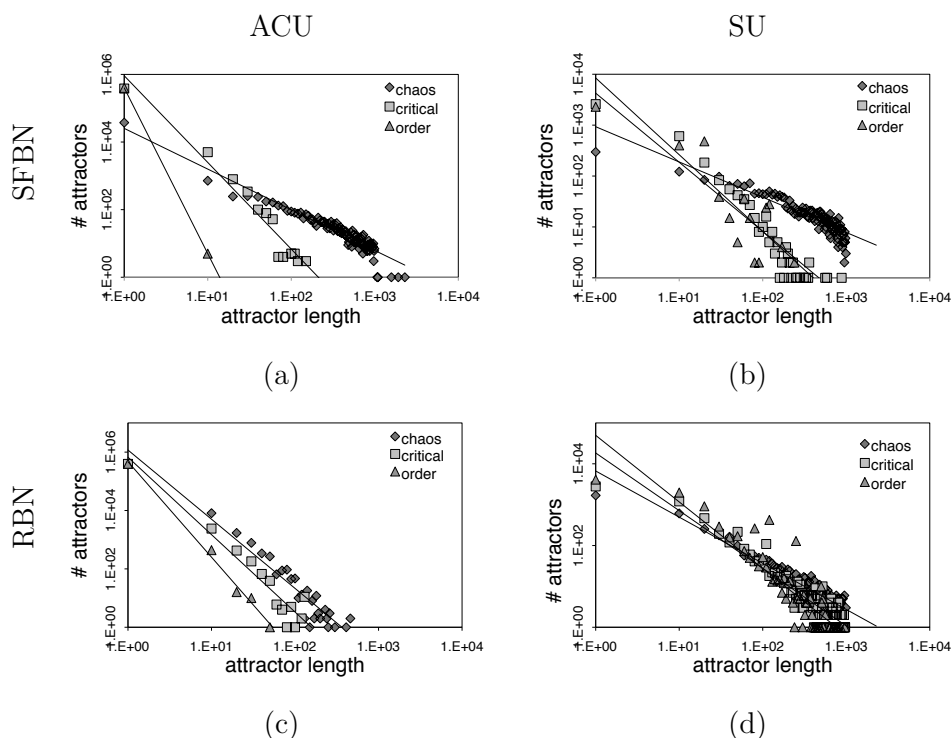 ACU SU
SFBN
1.E+06
1.E+04
1.E+02
1.E+00
# attractors
chaos
critical
order
1.E+00 1.E+01 1.E+02 1.E+03 1.E+04
attractor length
(a)
1.E+04
1.E+03
1.E+02
1.E+01
1.E+00
# attractors
chaos
critical
order
1.E+00 1.E+01 1.E+02 1.E+03 1.E+04
attractor length
(b)
RBN
1.E+06
1.E+04
1.E+02
1.E+00
# attractors
chaos
critical
order
1.E+00 1.E+01 1.E+02 1.E+03 1.E+04
attractor length
(c)
1.E+04
1.E+02
1.E+00
# attractors
chaos
critical
order
1.E+00 1.E+01 1.E+02 1.E+03 1.E+04
attractor length
(d)